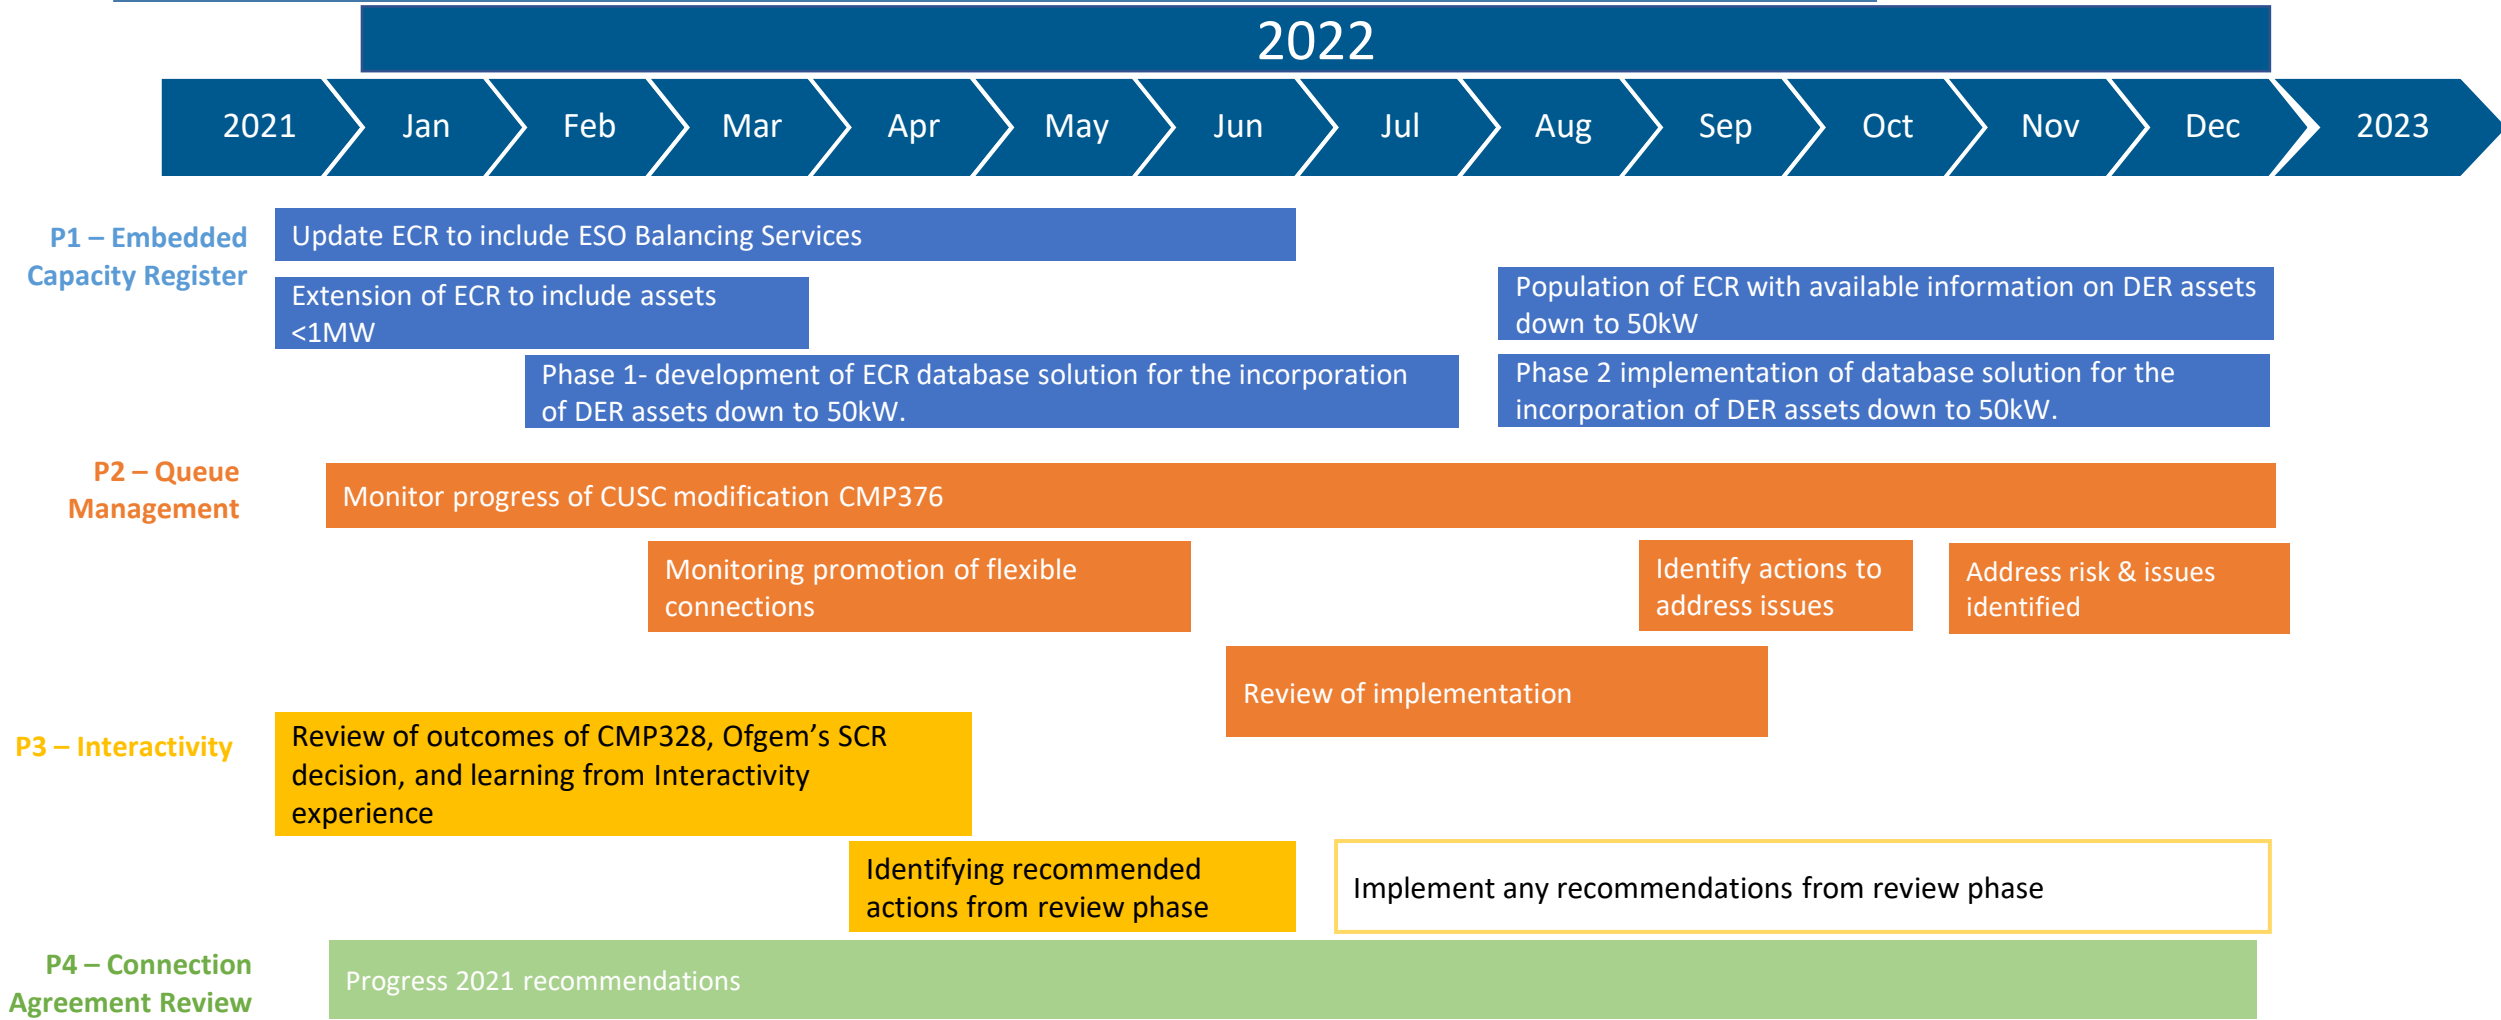 2022
2021
Jan
Feb
Mar
Apr
May
Jun
Jul
Aug
Sep
Oct
Nov
Dec
2023
P1 – Embedded
Capacity Register
Update ECR to include ESO Balancing Services
Extension of ECR to include assets
<1MW
Population of ECR with available information on DER assets
down to 50kW
Phase 1- development of ECR database solution for the incorporation
of DER assets down to 50kW.
Phase 2 implementation of database solution for the
incorporation of DER assets down to 50kW.
P2 – Queue
Management
Monitor progress of CUSC modification CMP376
Monitoring promotion of flexible
connections
Identify actions to
address issues
Address risk & issues
identified
Review of implementation
P3 – Interactivity
Review of outcomes of CMP328, Ofgem’s SCR
decision, and learning from Interactivity
experience
Identifying recommended
actions from review phase
Implement any recommendations from review phase
P4 – Connection
Agreement Review
Progress 2021 recommendations